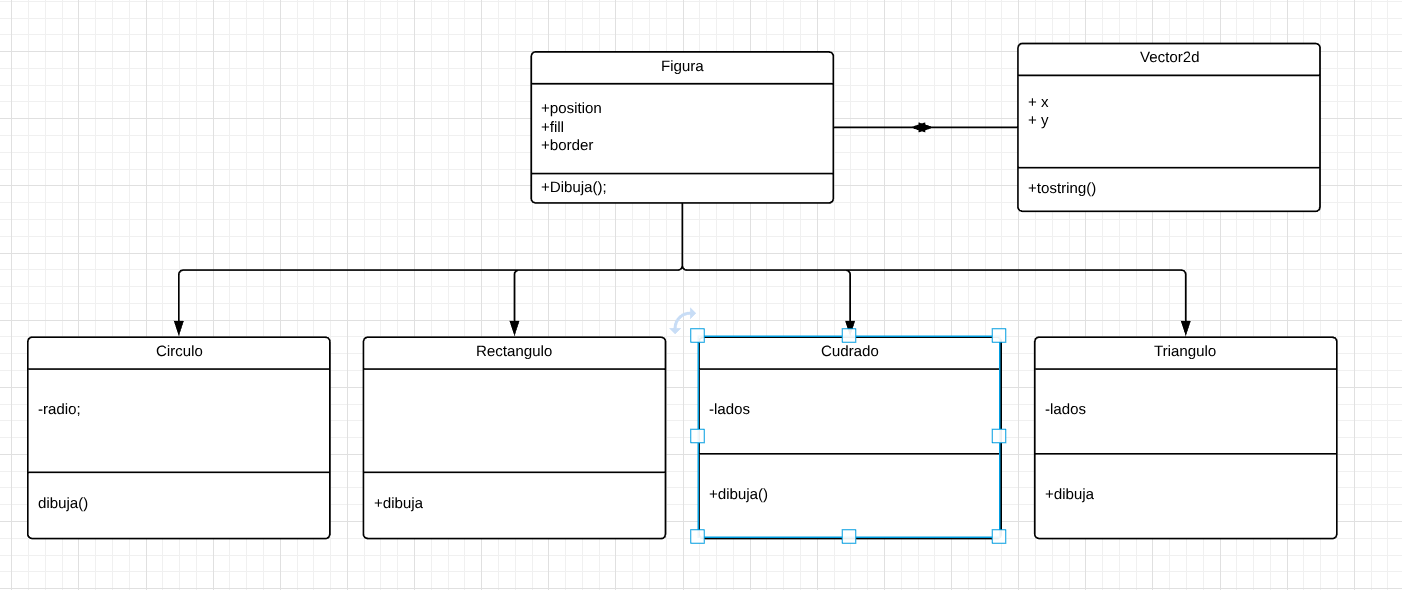 Figura
+position
+fill
+border
+Dibuja();
Vector2d
+ x
+ y
+tostring()
Circulo
-radio;
dibuja()
Rectangulo
+dibuja
Cudrado
-lados
+dibuja()
Triangulo
-lados
+dibuja